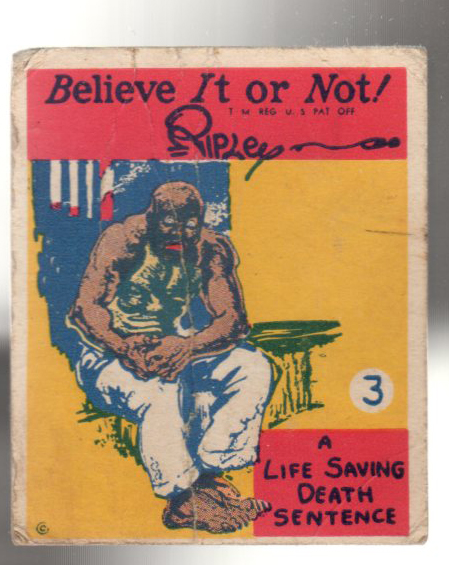 Believe It or Not!
T M REG U. S PAT OFF
RIPLEY
3
A
LIFE SAVING
DEATH
SENTENCE
©